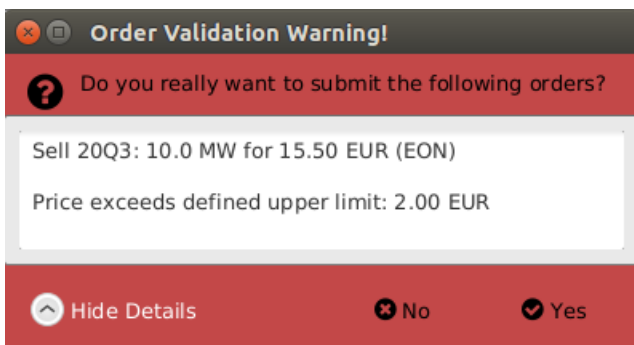 Order Validation Warning!
Do you really want to submit the following orders?
Sell 20Q3: 10.0 MW for 15.50 EUR (EON)
Price exceeds defined upper limit: 2.00 EUR
Hide Details No Yes